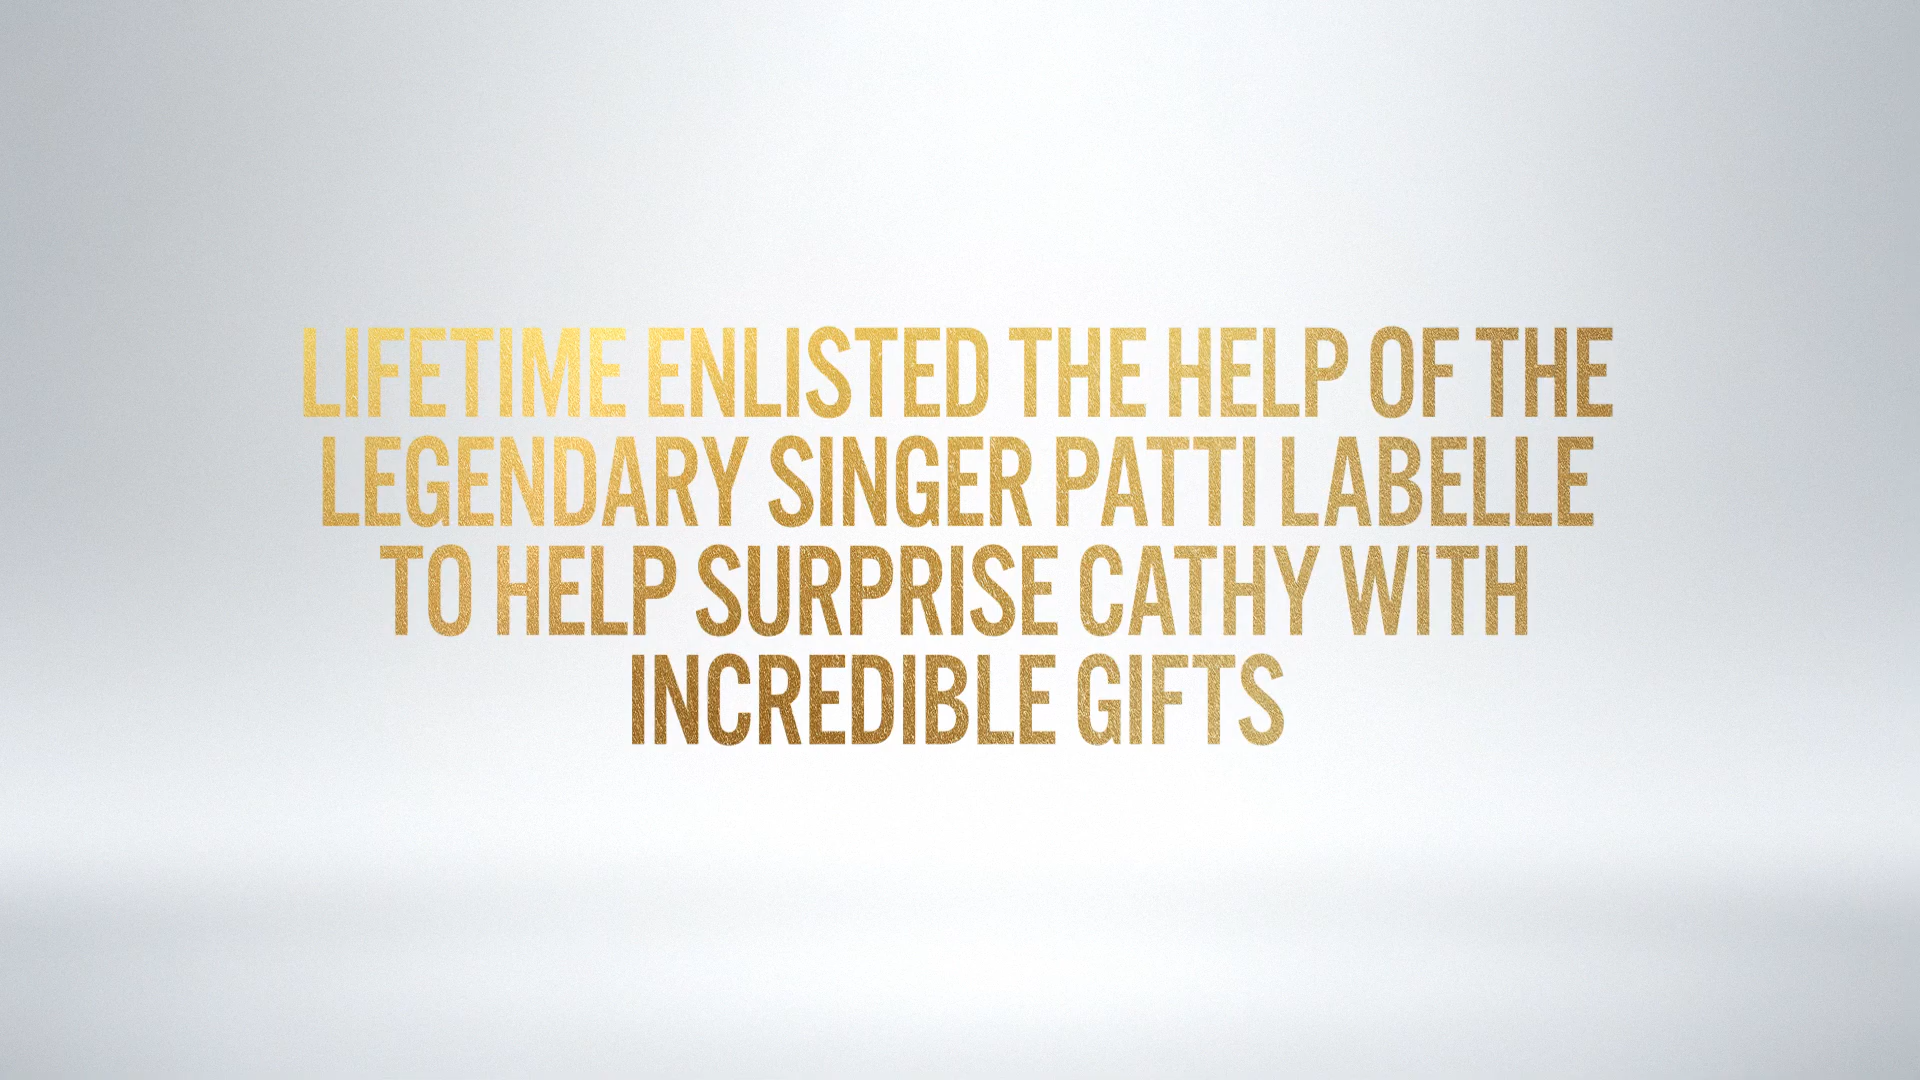 LIFETIME ENLISTED THE HELP OF THE
LEGENDARY SINGER PATTI LABELLE
TO HELP SURPRISE CATHY WITH
INCREDIBLE GIFTS